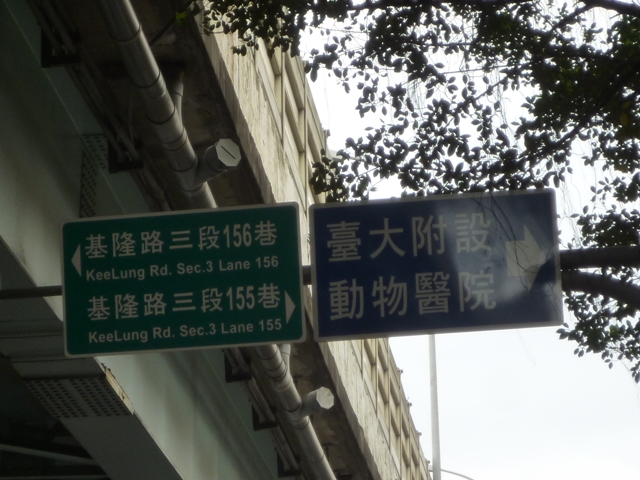 基隆路三段156巷
KeeLung Rd. Sec.3 Lane 156
基隆路三段155巷
KeeLung Rd. Sec.3 Lane 155
臺大附設
動物醫院